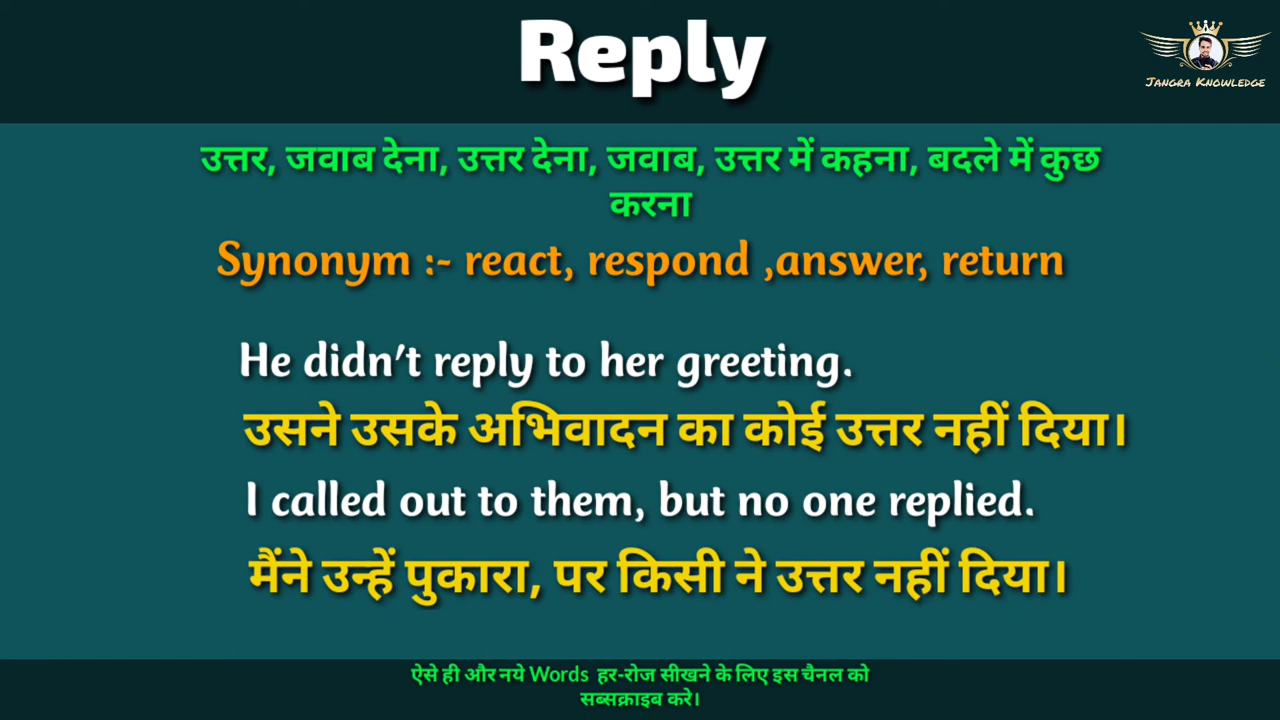 Reply
JANGRA KNOWLEDGE
उत्तर, जवाब देना, उत्तर देना, जवाब, उत्तर में कहना, बदले में कुछ
करना
Synonym :- react, respond ,answer, return
He didn't reply to her greeting.
उसने उसके अभिवादन का कोई उत्तर नहीं दिया।
I called out to them, but no one replied.
मैंने उन्हें पुकारा, पर किसी ने उत्तर नहीं दिया।
ऐसे ही और नये Words हर-रोज सीखने के लिए इस चैनल को
सब्सक्राइब करे।